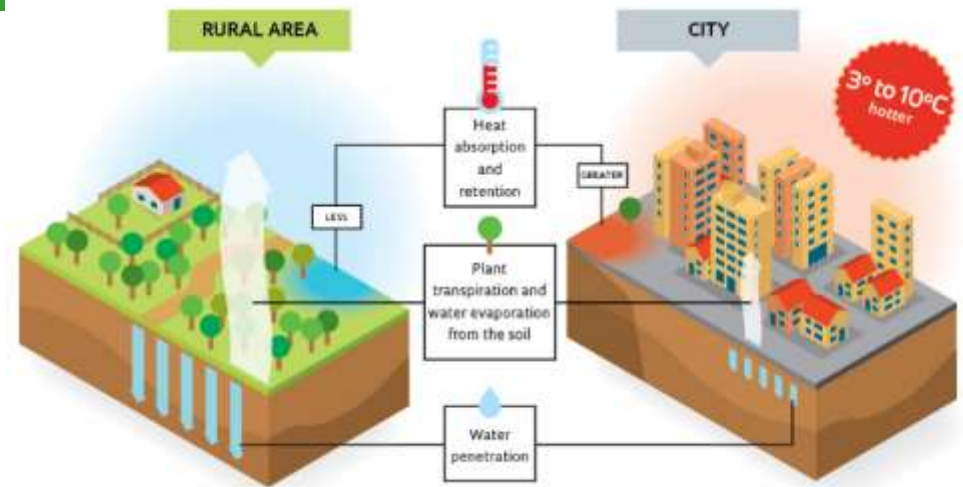 RURAL AREA
CITY
3° to 10°C
hotter
Heat
absorption
and
retention
LESS
GREATER
Plant
transpiration and
water evaporation
from the soil
Water
penetration